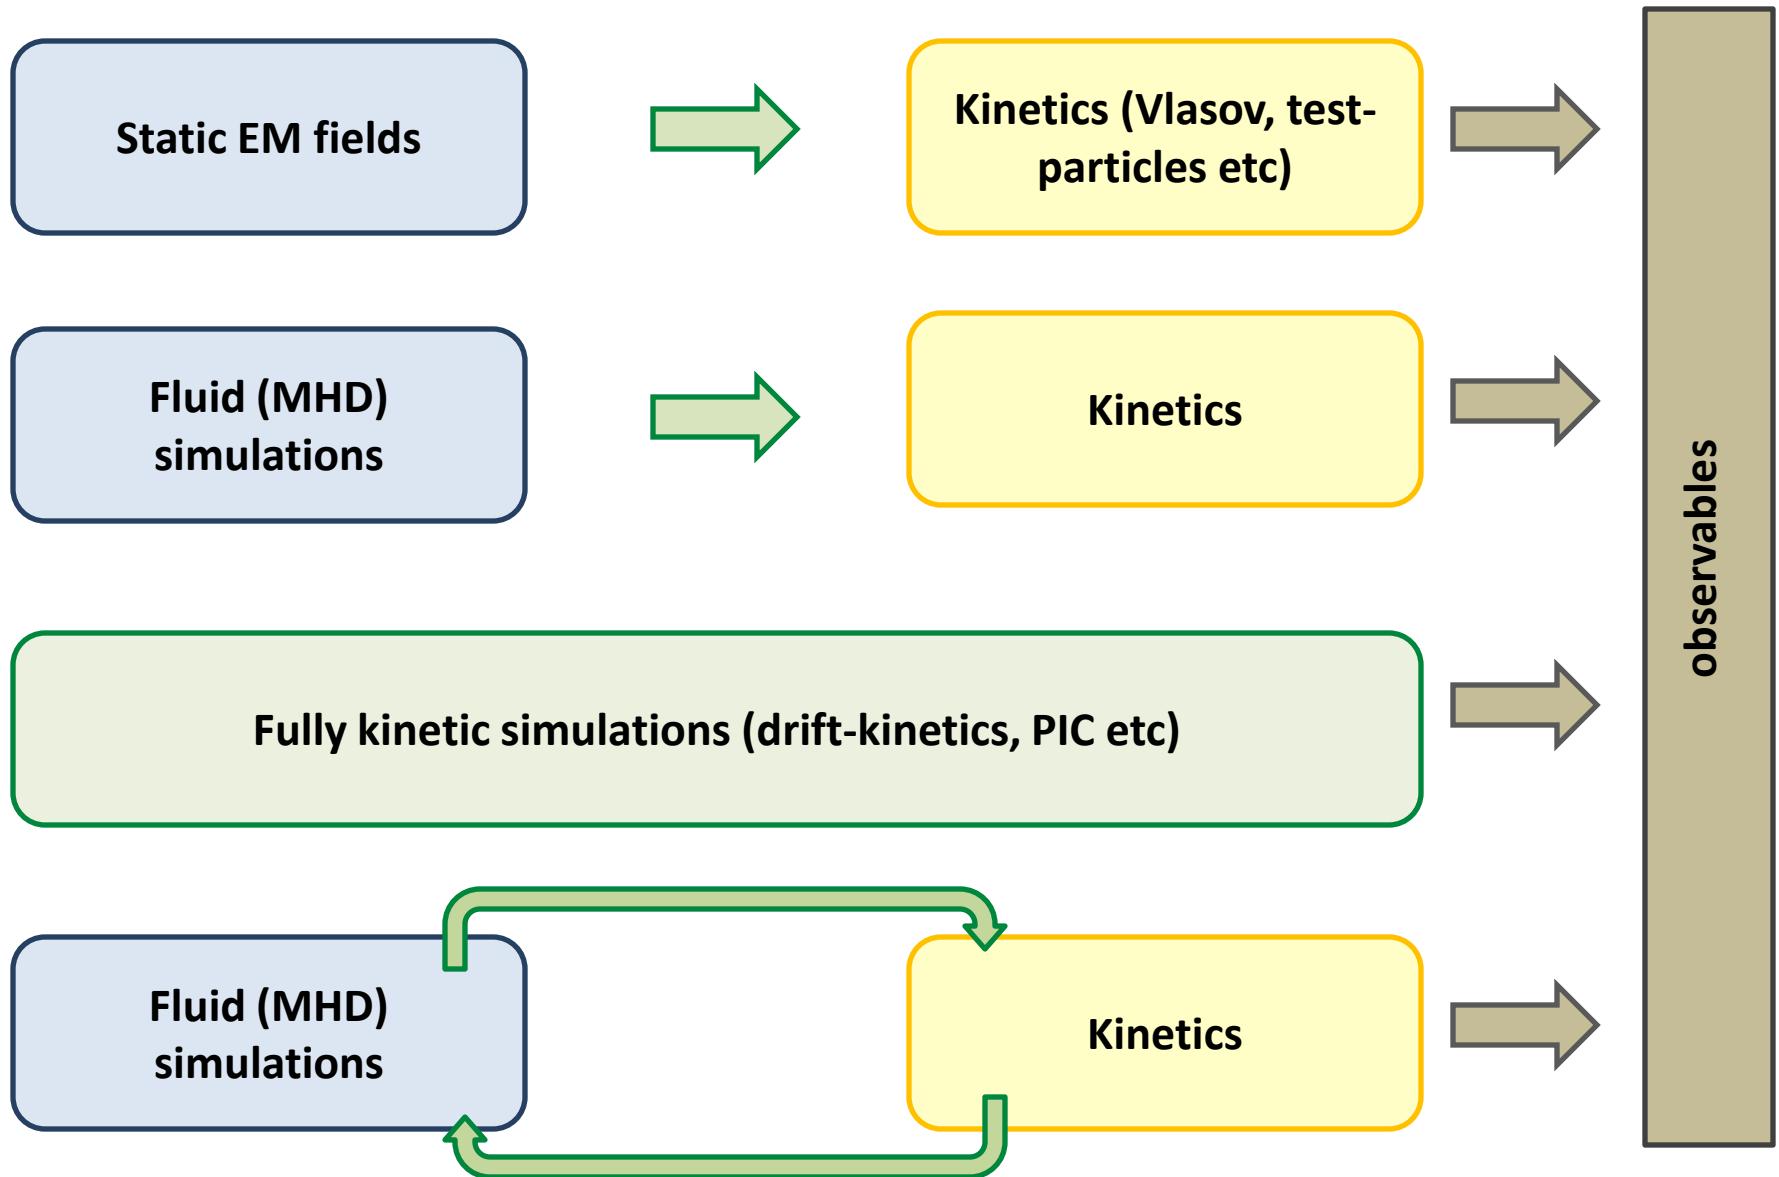 Static EM fields
Kinetics (Vlasov, test-
particles etc)
Fluid (MHD)
simulations
Kinetics
Fully kinetic simulations (drift-kinetics, PIC etc)
Fluid (MHD)
simulations
Kinetics
observables